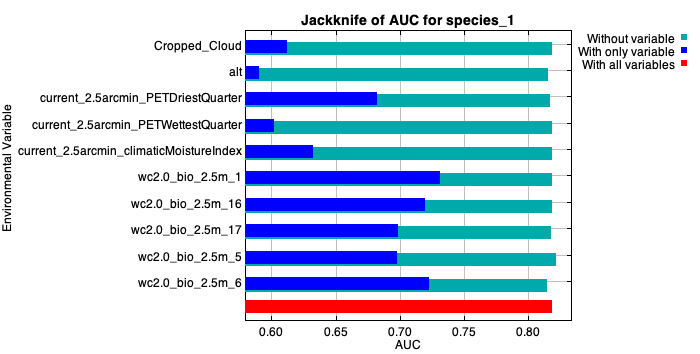 Jackknife of AUC for species_1
Without variable
With only variable
With all variables
Environmental Variable
Cropped_Cloud
alt
current_2.5arcmin_PETDriestQuarter
current_2.5arcmin_PETWettestQuarter
current_2.5arcmin_climaticMoistureIndex
wc2.0_bio_2.5m_1
wc2.0_bio_2.5m_16
wc2.0_bio_2.5m_17
wc2.0_bio_2.5m_5
wc2.0_bio_2.5m_6
0.60 0.65 0.70 0.75 0.80
AUC